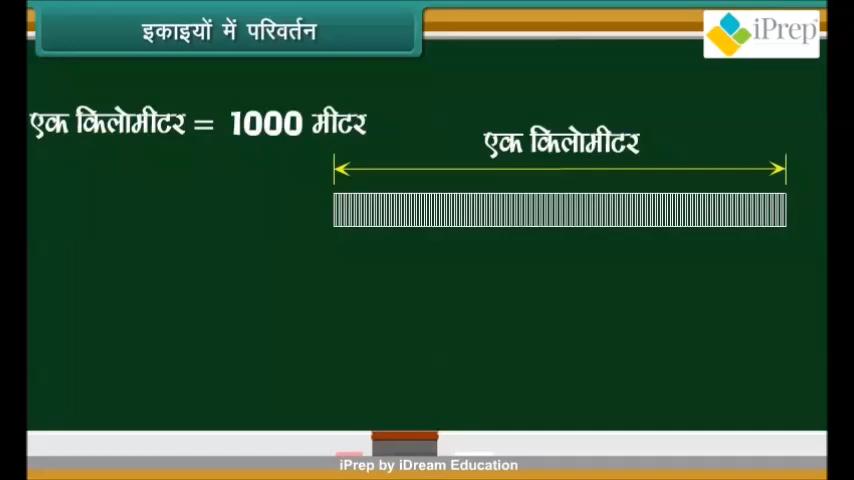 इकाइयों में परिवर्तन
iPrep
एक किलोमीटर = 1000 मीटर
एक किलोमीटर
iPrep by iDream Education